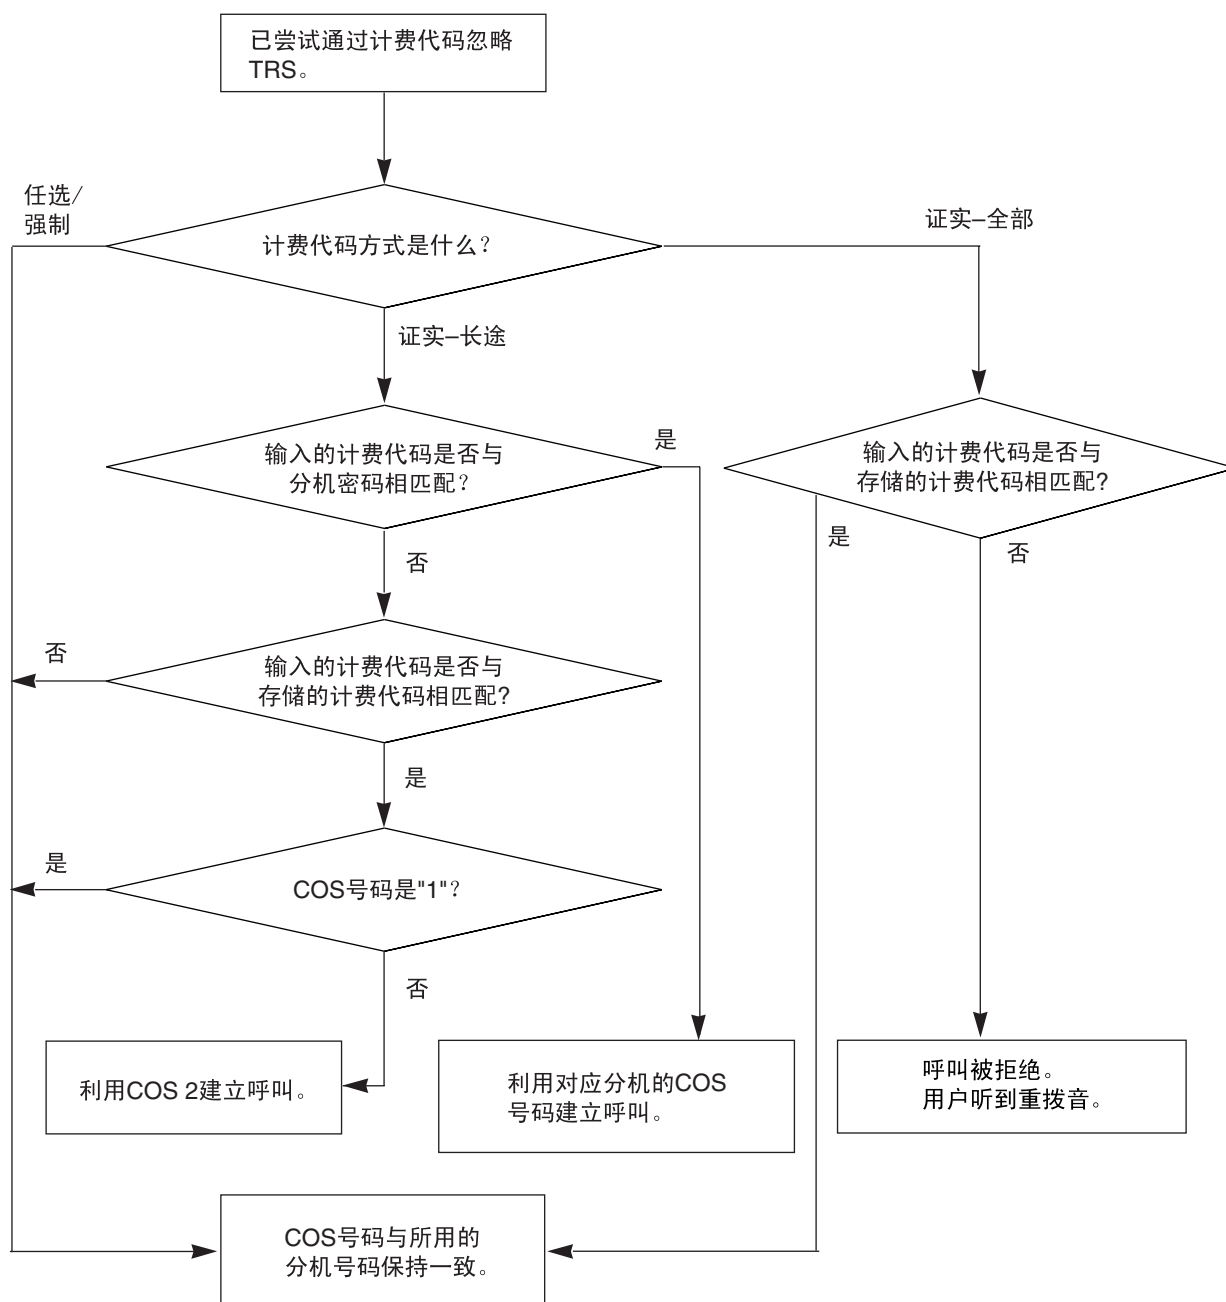 已尝试通过计费代码忽略
TRS。
任选/
强制
计费代码方式是什么？
证实–全部
证实–长途
输入的计费代码是否与
分机密码相匹配？
是
输入的计费代码是否与
存储的计费代码相匹配?
是
否
否
否
输入的计费代码是否与
存储的计费代码相匹配?
是
是
COS号码是"1"？
否
利用COS 2建立呼叫。
利用对应分机的COS
号码建立呼叫。
呼叫被拒绝。
用户听到重拨音。
COS号码与所用的
分机号码保持一致。